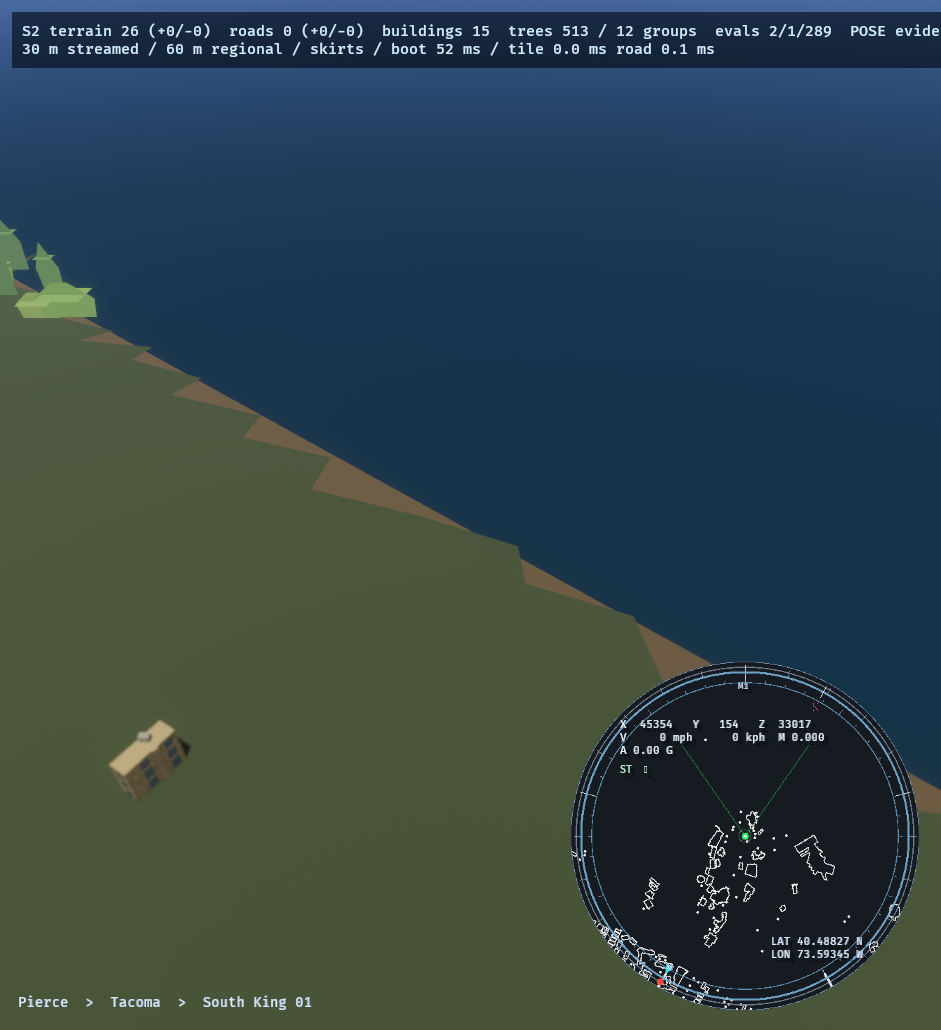 S2 terrain 26 (+0/-0)  roads 0 (+0/-0)  buildings 15  trees 513 / 12 groups  evals 2/1/289  POSE evide
30 m streamed / 60 m regional / skirts / boot 52 ms / tile 0.0 ms road 0.1 ms
M1
X 45354 Y 154 Z 33017
V 0 mph . 0 kph M 0.000
A 0.00 G
ST
LAT 40.48827 N
LON 73.59345 W
Pierce > Tacoma > South King 01